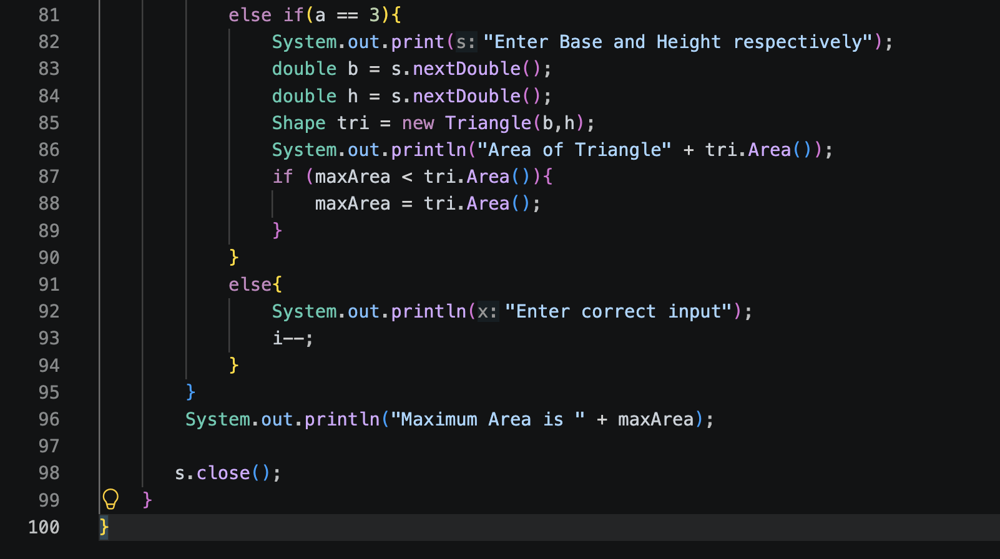 81 else if(a == 3){
82 System.out.print(s: "Enter Base and Height respectively");
83 double b = s.nextDouble();
84 double h = s.nextDouble();
85 Shape tri = new Triangle(b,h);
86 System.out.println("Area of Triangle" + tri.Area());
87 if (maxArea < tri.Area()){
88 maxArea = tri.Area();
89 }
90 }
91 else{
92 System.out.println(x: "Enter correct input");
93 i--;
94 }
95 }
96 System.out.println("Maximum Area is " + maxArea);
97
98 s.close();
99 }
100 }